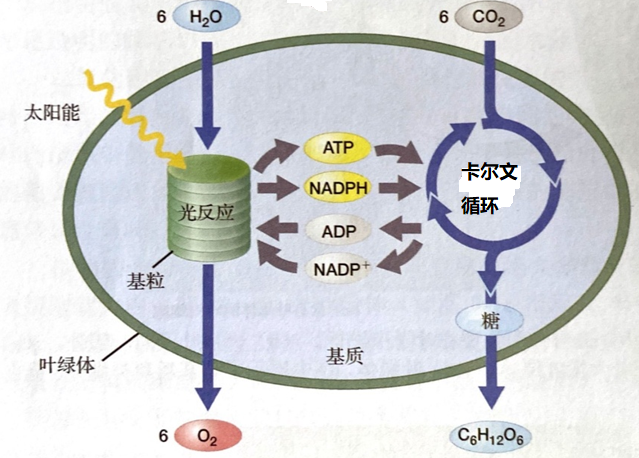 6 H₂O
6 CO₂
太阳能
ATP
NADPH
ADP
NADP⁺
光反应
卡尔文
循环
基粒
糖
叶绿体
基质
6 O₂
C₆H₁₂O₆